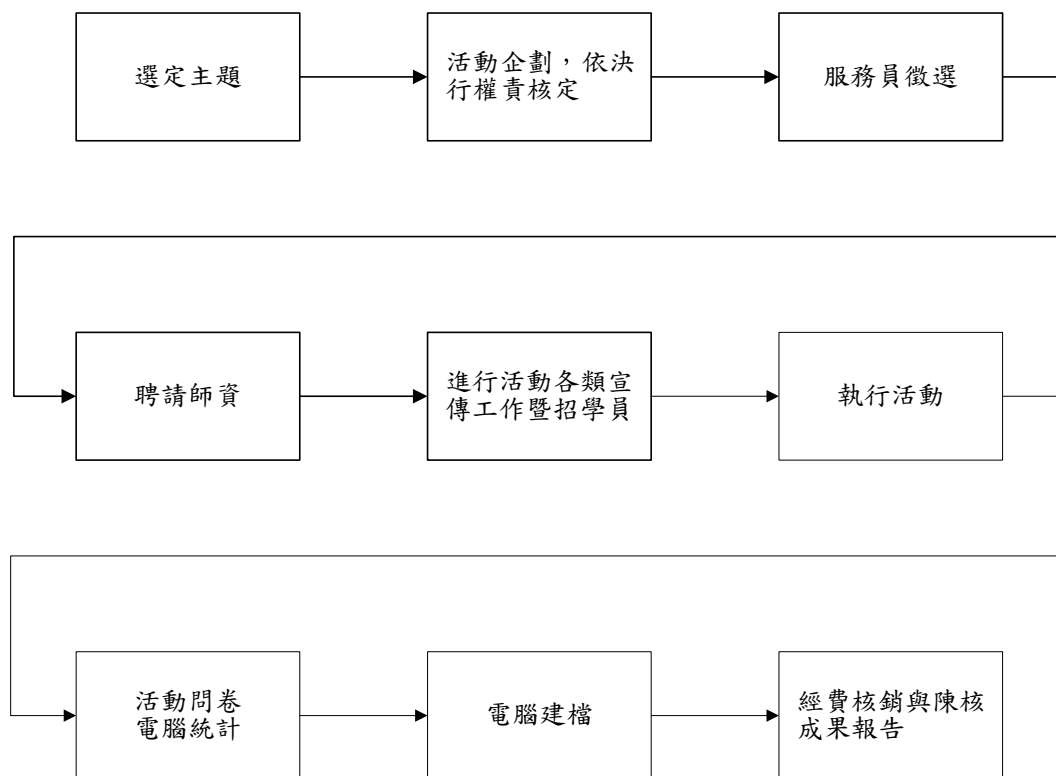 選定主題
活動企劃，依決
行權責核定
服務員徵選
聘請師資
進行活動各類宣
傳工作暨招學員
執行活動
活動問卷
電腦統計
電腦建檔
經費核銷與陳核
成果報告